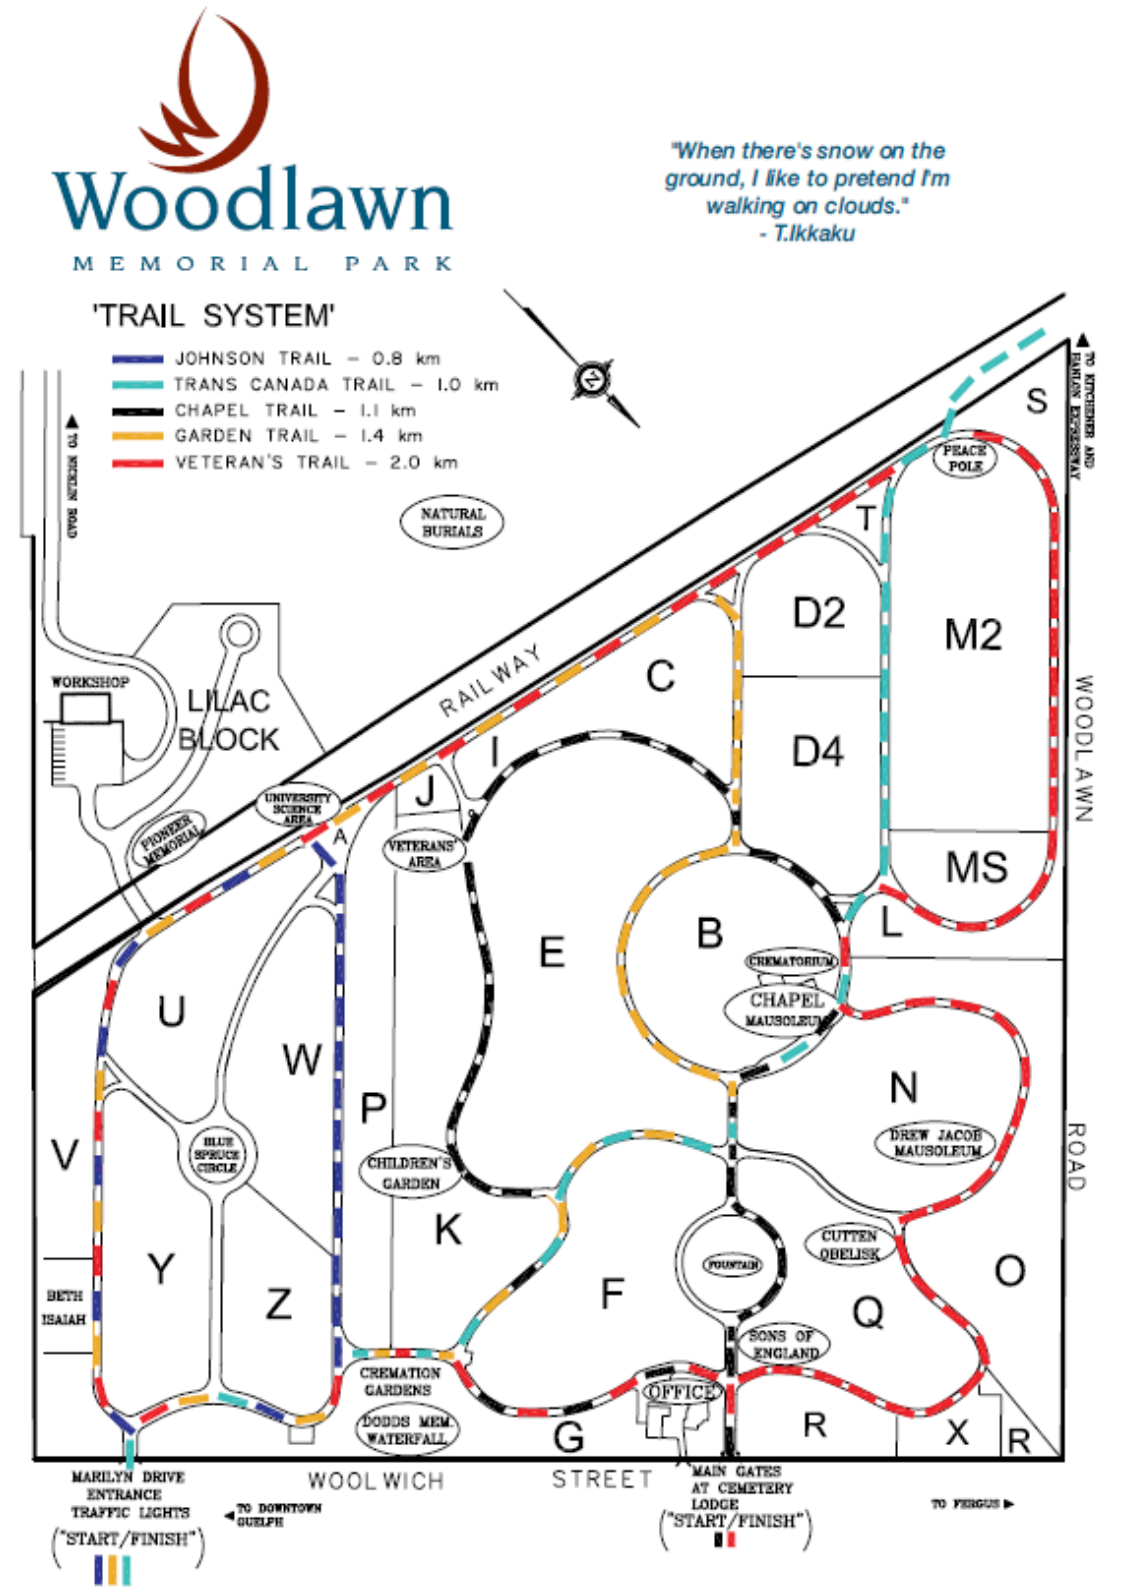 Woodlawn
MEMORIAL PARK
"When there's snow on the
ground, I like to pretend I'm
walking on clouds."
- T.Ikkaku
'TRAIL SYSTEM'
JOHNSON TRAIL - 0.8 km
TRANS CANADA TRAIL - 1.0 km
CHAPEL TRAIL - 1.1 km
GARDEN TRAIL - 1.4 km
VETERAN'S TRAIL - 2.0 km
N
TO KITCHENER AND
HANLON EXPRESSWAY
S
PEACE
POLE
TO NICKLIN ROAD
NATURAL
BURIALS
T
D2
M2
C
RAILWAY
WORKSHOP
LILAC
BLOCK
WOODLAWN
D4
I
J
UNIVERSITY
SCIENCE
AREA
A
PIONEER
MEMORIAL
VETERANS'
AREA
MS
L
B
E
CREMATORIUM
CHAPEL
MAUSOLEUM
U
W
N
P
V
BLUE
SPRUCE
CIRCLE
CHILDREN'S
GARDEN
DREW JACOB
MAUSOLEUM
ROAD
K
CUTTEN
OBELISK
FOUNTAIN
Y
Z
F
Q
O
BETH
ISAIAH
SONS OF
ENGLAND
CREMATION
GARDENS
OFFICE
DODDS MEM.
WATERFALL
G
R
X
R
MARILYN DRIVE
ENTRANCE
TRAFFIC LIGHTS
("START/FINISH")
WOOLWICH STREET
TO DOWNTOWN
GUELPH
MAIN GATES
AT CEMETERY
LODGE
("START/FINISH")
TO FERGUS